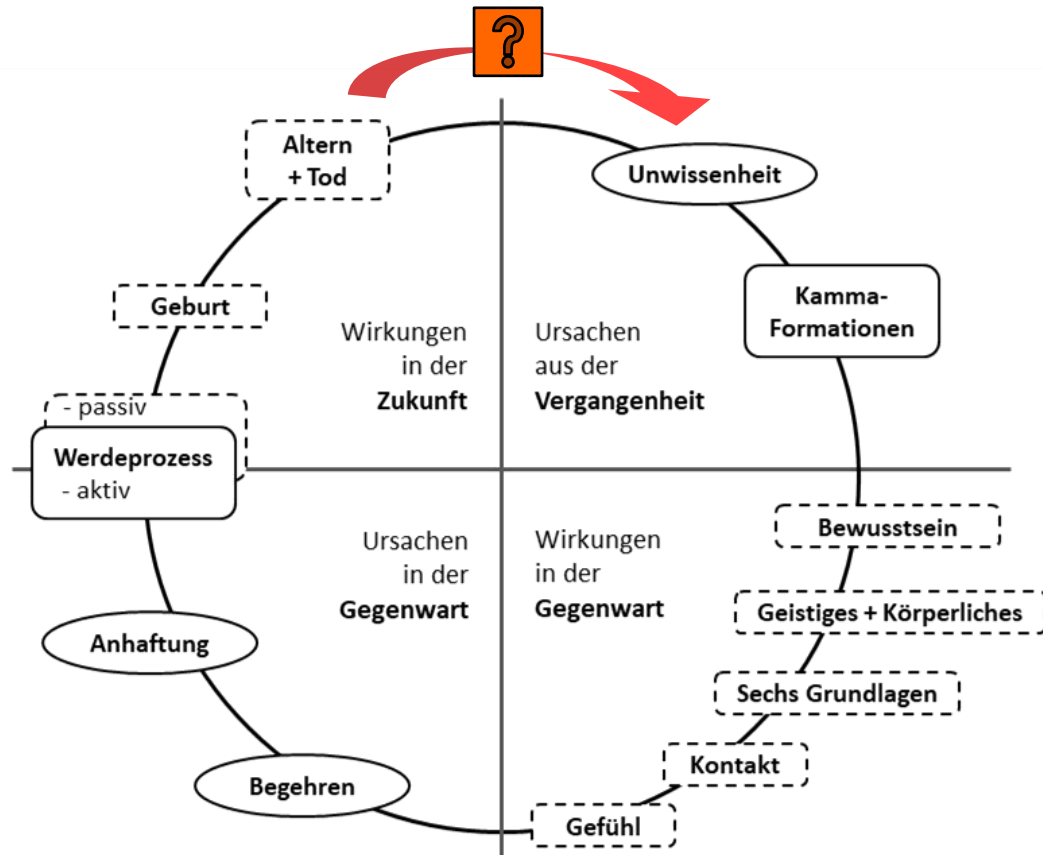 ?
Altern
+ Tod
Unwissenheit
Geburt
Kamma-
Formationen
Wirkungen
in der
Zukunft
Ursachen
aus der
Vergangenheit
- passiv
Werdeprozess
- aktiv
Bewusstsein
Ursachen
in der
Gegenwart
Wirkungen
in der
Gegenwart
Geistiges + Körperliches
Anhaftung
Sechs Grundlagen
Kontakt
Begehren
Gefühl